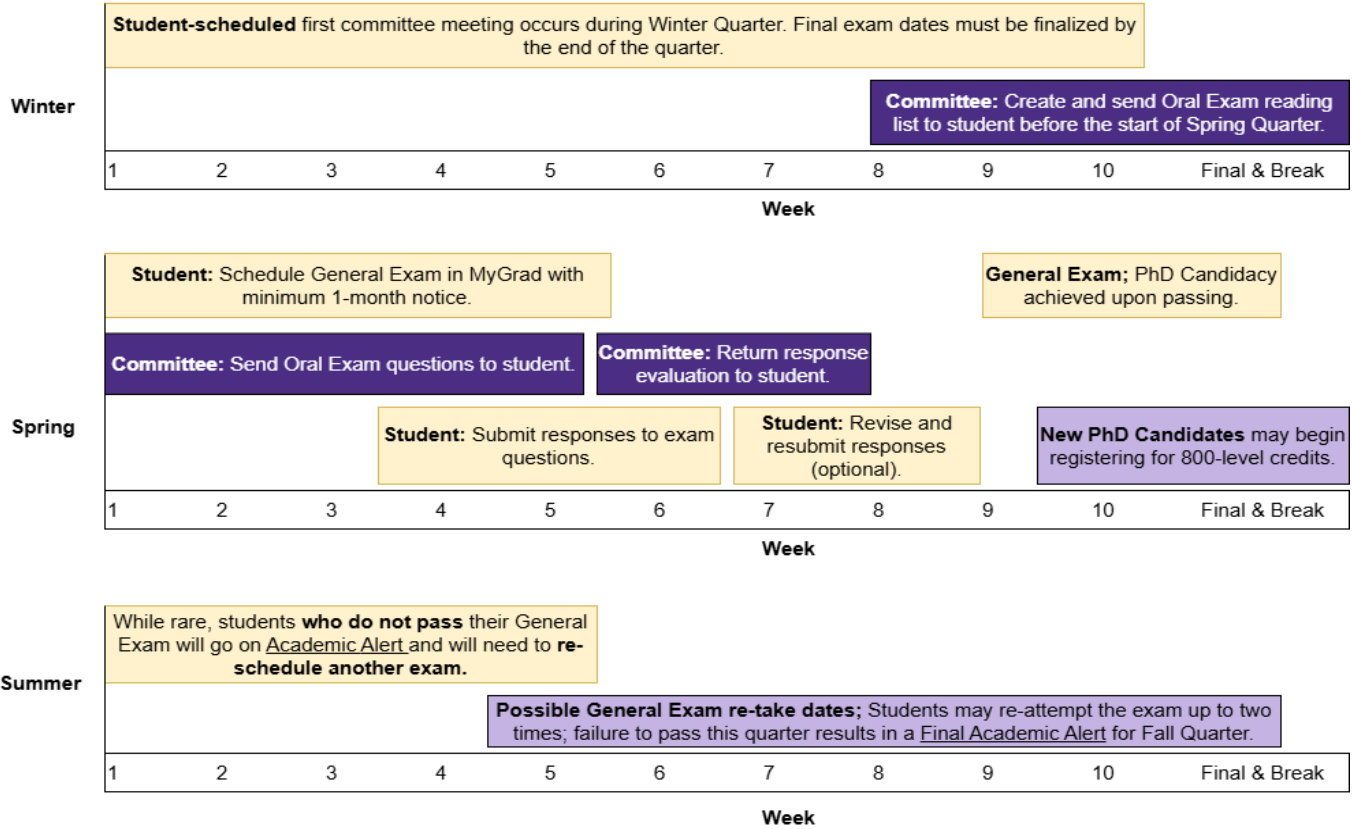 Student-scheduled first committee meeting occurs during Winter Quarter. Final exam dates must be finalized by
the end of the quarter.
Winter
Committee: Create and send Oral Exam reading
list to student before the start of Spring Quarter.
1 2 3 4 5 6 7 8 9 10 Final & Break
Week
Student: Schedule General Exam in MyGrad with
minimum 1-month notice.
General Exam; PhD Candidacy
achieved upon passing.
Committee: Send Oral Exam questions to student.
Committee: Return response
evaluation to student.
Spring
Student: Submit responses to exam
questions.
Student: Revise and
resubmit responses
(optional).
New PhD Candidates may begin
registering for 800-level credits.
1 2 3 4 5 6 7 8 9 10 Final & Break
Week
While rare, students who do not pass their General
Exam will go on Academic Alert and will need to re-
schedule another exam.
Summer
Possible General Exam re-take dates; Students may re-attempt the exam up to two
times; failure to pass this quarter results in a Final Academic Alert for Fall Quarter.
1 2 3 4 5 6 7 8 9 10 Final & Break
Week